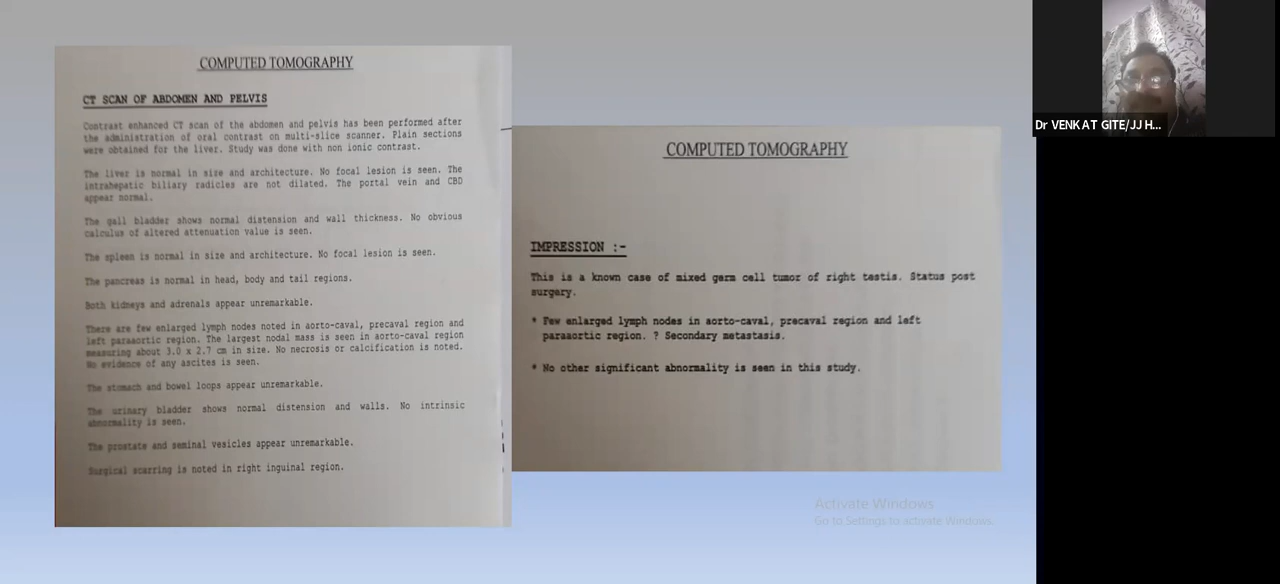 COMPUTED TOMOGRAPHY
CT SCAN OF ABDOMEN AND PELVIS
Contrast enhanced CT scan of the abdomen and pelvis has been performed after
the administration of oral contrast on multi-slice scanner. Plain sections
were obtained for the liver. Study was done with non ionic contrast.
The liver is normal in size and architecture. No focal lesion is seen. The
intrahepatic biliary radicles are not dilated. The portal vein and CBD
appear normal.
The gall bladder shows normal distension and wall thickness. No obvious
calculus of altered attenuation value is seen.
The spleen is normal in size and architecture. No focal lesion is seen.
The pancreas is normal in head, body and tail regions.
Both kidneys and adrenals appear unremarkable.
There are few enlarged lymph nodes noted in aorto-caval, precaval region and
left paraaortic region. The largest nodal mass is seen in aorto-caval region
measuring about 3.0 x 2.7 cm in size. No necrosis or calcification is noted.
No evidence of any ascites is seen.
The stomach and bowel loops appear unremarkable.
The urinary bladder shows normal distension and walls. No intrinsic
abnormality is seen.
The prostate and seminal vesicles appear unremarkable.
Surgical scarring is noted in right inguinal region.
COMPUTED TOMOGRAPHY
IMPRESSION :-
This is a known case of mixed germ cell tumor of right testis. Status post
surgery.
* Few enlarged lymph nodes in aorto-caval, precaval region and left
paraaortic region. ? Secondary metastasis.
* No other significant abnormality is seen in this study.
Activate Windows
Go to Settings to activate Windows.
Dr VENKAT GITE/JJ H...